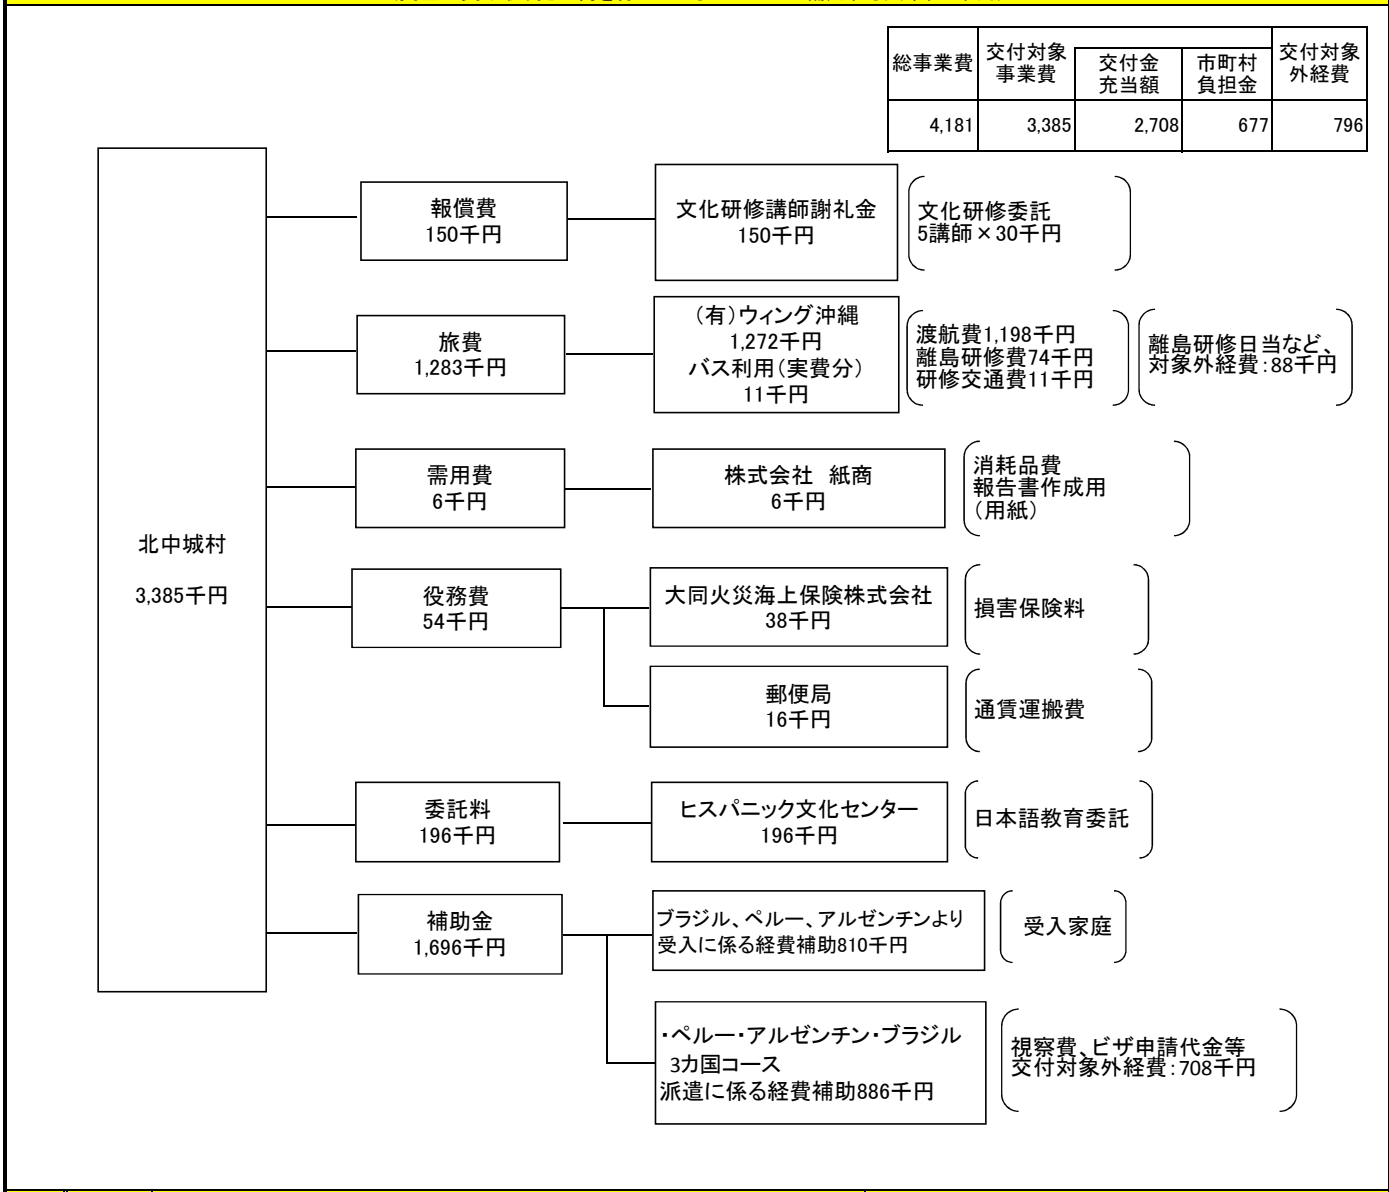 総事業費
交付対象
事業費
交付金
充当額
市町村
負担金
交付対象
外経費
4,181
3,385
2,708
677
796
北中城村
3,385千円
報償費
150千円
文化研修講師謝礼金
150千円
文化研修委託
5講師×30千円
旅費
1,283千円
(有)ウィング沖縄
1,272千円
バス利用(実費分)
11千円
渡航費1,198千円
離島研修費74千円
研修交通費11千円
離島研修日当など、
対象外経費:88千円
需用費
6千円
株式会社 紙商
6千円
消耗品費
報告書作成用
(用紙)
役務費
54千円
大同火災海上保険株式会社
38千円
損害保険料
郵便局
16千円
通賃運搬費
委託料
196千円
ヒスパニック文化センター
196千円
日本語教育委託
補助金
1,696千円
ブラジル、ペルー、アルゼンチンより
受入に係る経費補助810千円
受入家庭
・ペルー・アルゼンチン・ブラジル
3カ国コース
派遣に係る経費補助886千円
視察費、ビザ申請代金等
交付対象外経費:708千円